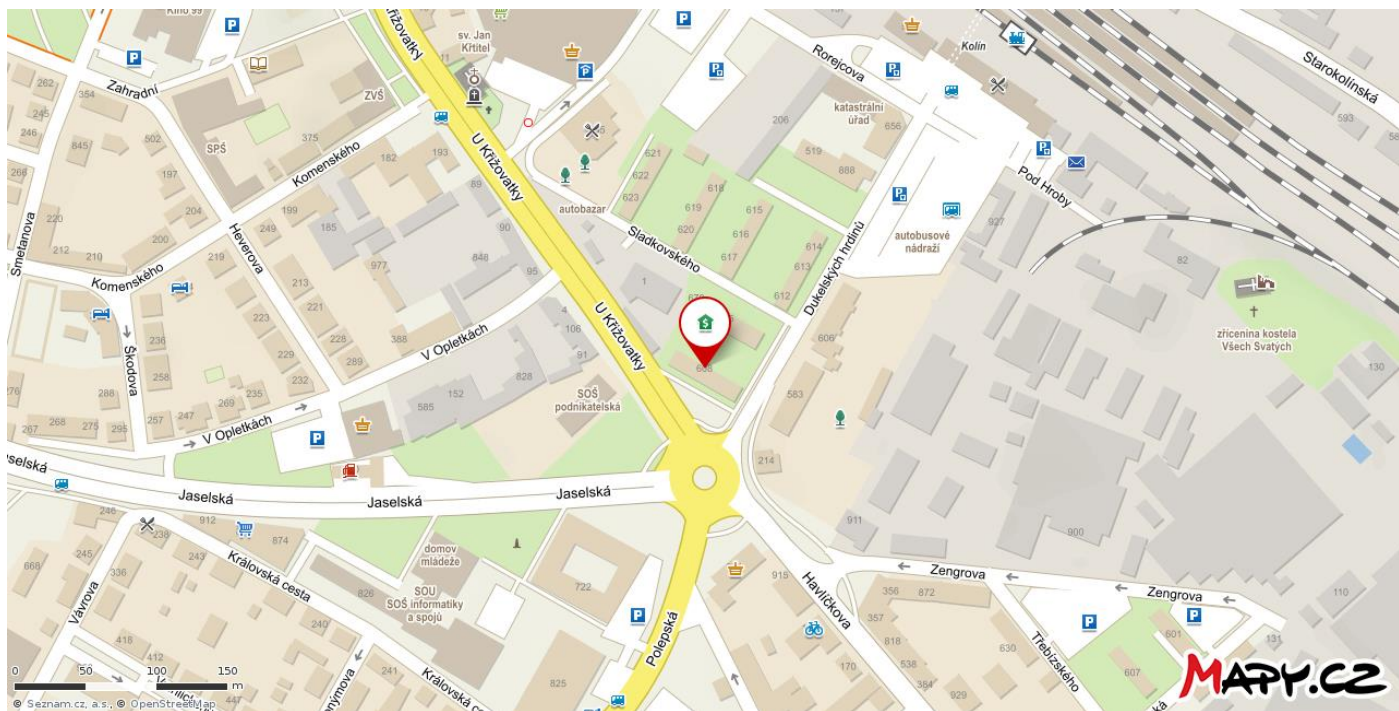 Kino 99
Zahradní
262
354
245
246
845
502
266
SPŠ
197
204
220
212
210
200
Smetanova
Komenského
375
ZVŠ
182
193
Komenského
199
249
219
185
Heverova
213
221
223
228
229
232
235
289
388
977
V Opletkách
236
258
257
247
269
Škodova
276
268
288
275
295
267
V Opletkách
Křižovatky
11
sv. Jan
Křtitel
U Křižovatky
89
90
848
95
4
106
91
828
152
585
U Křižovatky
SOŠ
podnikatelská
1
autobazar
Sladkovského
621
622
623
618
619
620
615
616
617
614
613
612
608
206
Rorejcova
katastrální
úřad
519
656
888
Kolín
Starokolínská
593
Pod Hroby
927
autobusové
nádraží
Dukelských hrdinů
82
zřícenina kostela
Všech Svatých
130
606
583
214
911
900
110
Jaselská
Jaselská
Jaselská
Jaselská
246
238
912
874
243
245
668
336
Vávrova
418
412
447
240
241
Královská cesta
826
domov
mládeže
SOU
SOŠ informatiky
a spojů
722
825
Královská
Polepská
915
Havlíčkova
170
356
872
357
818
538
384
929
630
Zengrova
Zengrova
Třebízského
601
607
131
0 50 100 150
m
© Seznam.cz, a.s., © OpenStreetMap
MAPY.CZ